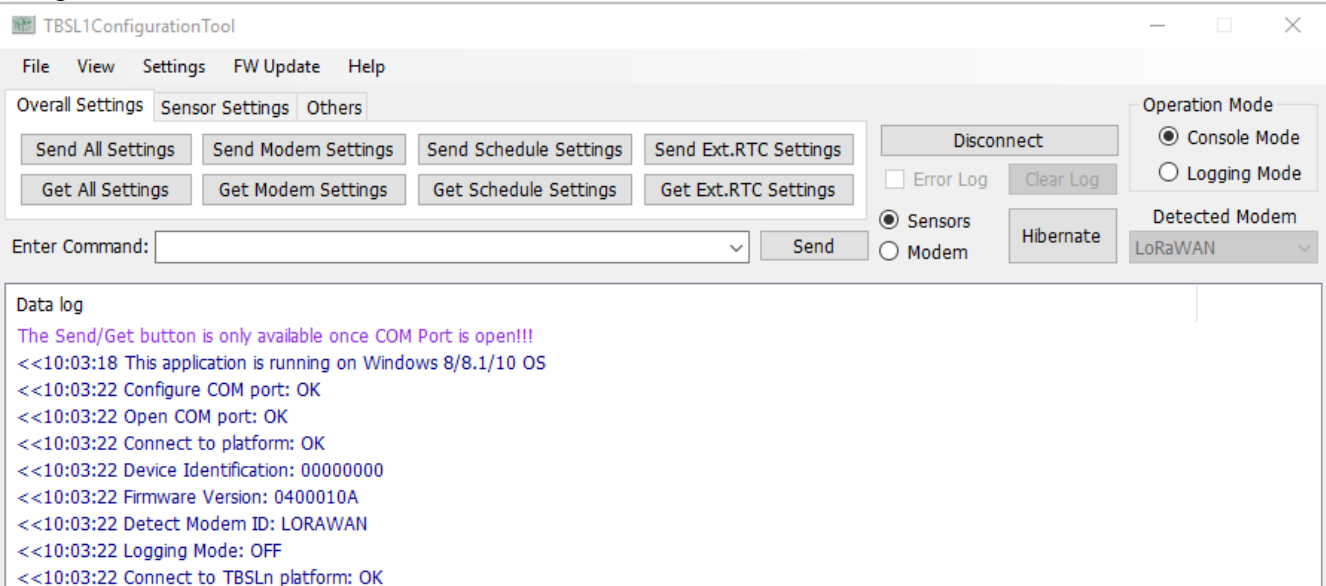 TBSL1ConfigurationTool
File View Settings FW Update Help
Overall Settings Sensor Settings Others
Operation Mode
Send All Settings Send Modem Settings Send Schedule Settings Send Ext.RTC Settings
Disconnect
Console Mode
Get All Settings Get Modem Settings Get Schedule Settings Get Ext.RTC Settings
Error Log Clear Log
Logging Mode
Sensors
Detected Modem
Enter Command: Send
Modem
Hibernate
LoRaWAN
Data log
The Send/Get button is only available once COM Port is open!!!
<<10:03:18 This application is running on Windows 8/8.1/10 OS
<<10:03:22 Configure COM port: OK
<<10:03:22 Open COM port: OK
<<10:03:22 Connect to platform: OK
<<10:03:22 Device Identification: 00000000
<<10:03:22 Firmware Version: 0400010A
<<10:03:22 Detect Modem ID: LORAWAN
<<10:03:22 Logging Mode: OFF
<<10:03:22 Connect to TBSLn platform: OK